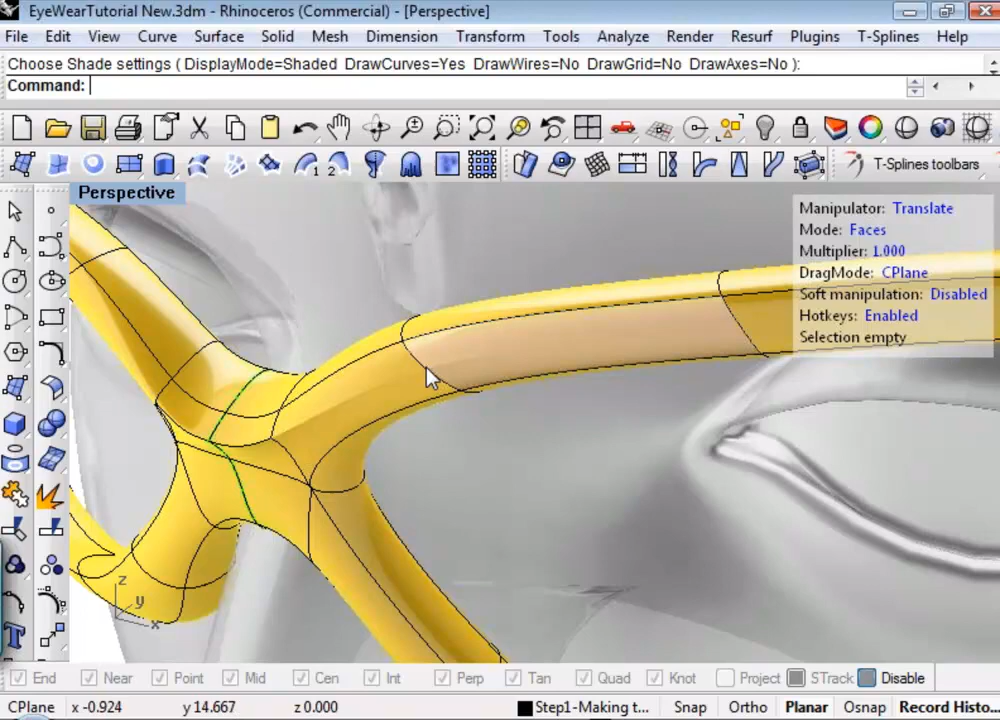 EyeWearTutorial New.3dm - Rhinoceros (Commercial) - [Perspective]
File Edit View Curve Surface Solid Mesh Dimension Transform Tools Analyze Render Resurf Plugins T-Splines Help
Choose Shade settings ( DisplayMode=Shaded DrawCurves=Yes DrawWires=No DrawGrid=No DrawAxes=No ):
Command:
1 2 T-Splines toolbars
Perspective
Manipulator: Translate
Mode: Faces
Multiplier: 1.000
DragMode: CPlane
Soft manipulation: Disabled
Hotkeys: Enabled
Selection empty
z
y
x
T
End Near Point Mid Cen Int Perp Tan Quad Knot Project STrack Disable
CPlane x -0.924 y 14.667 z 0.000 Step1-Making t... Snap Ortho Planar Osnap Record Histo...